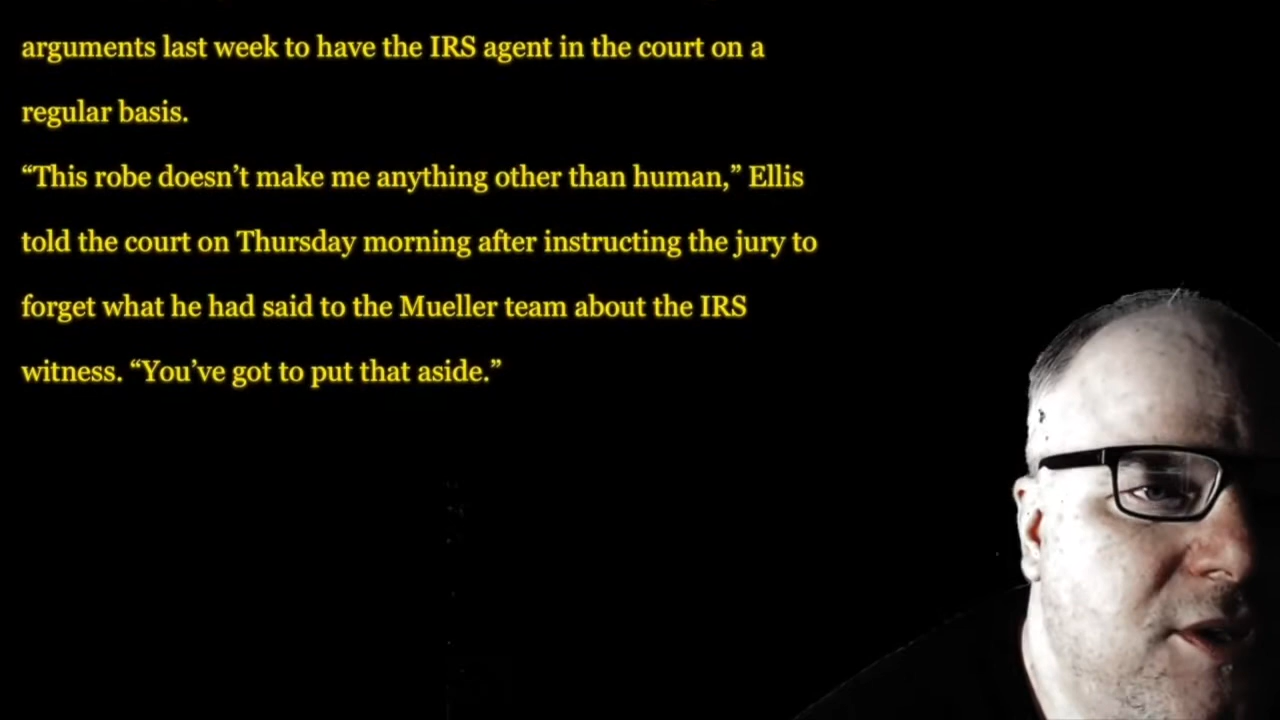 arguments last week to have the IRS agent in the court on a
regular basis.
“This robe doesn’t make me anything other than human,” Ellis
told the court on Thursday morning after instructing the jury to
forget what he had said to the Mueller team about the IRS
witness. “You’ve got to put that aside.”